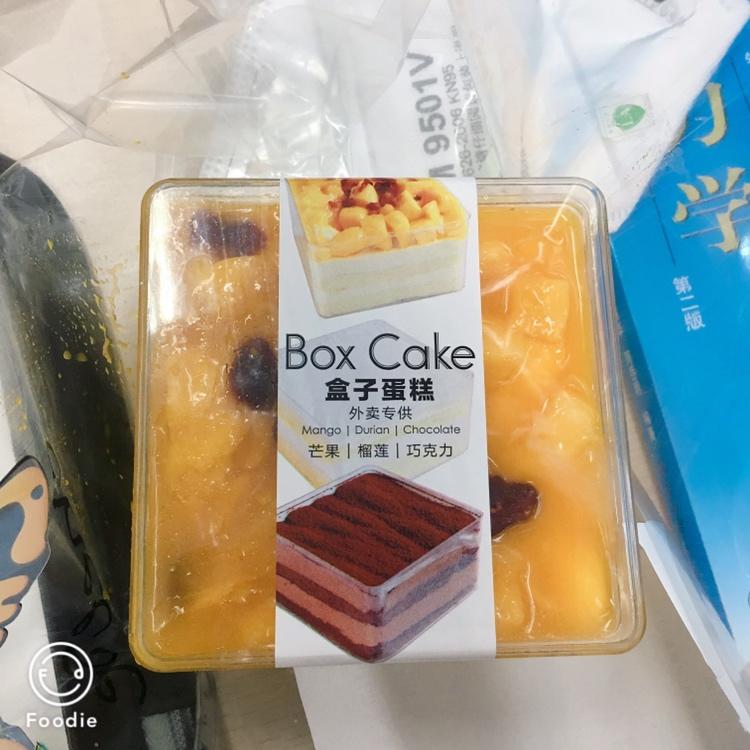 M 9501V
KN95
Box Cake
盒子蛋糕
外卖专供
Mango | Durian | Chocolate
芒果 | 榴莲 | 巧克力
学
第二版
Foodie